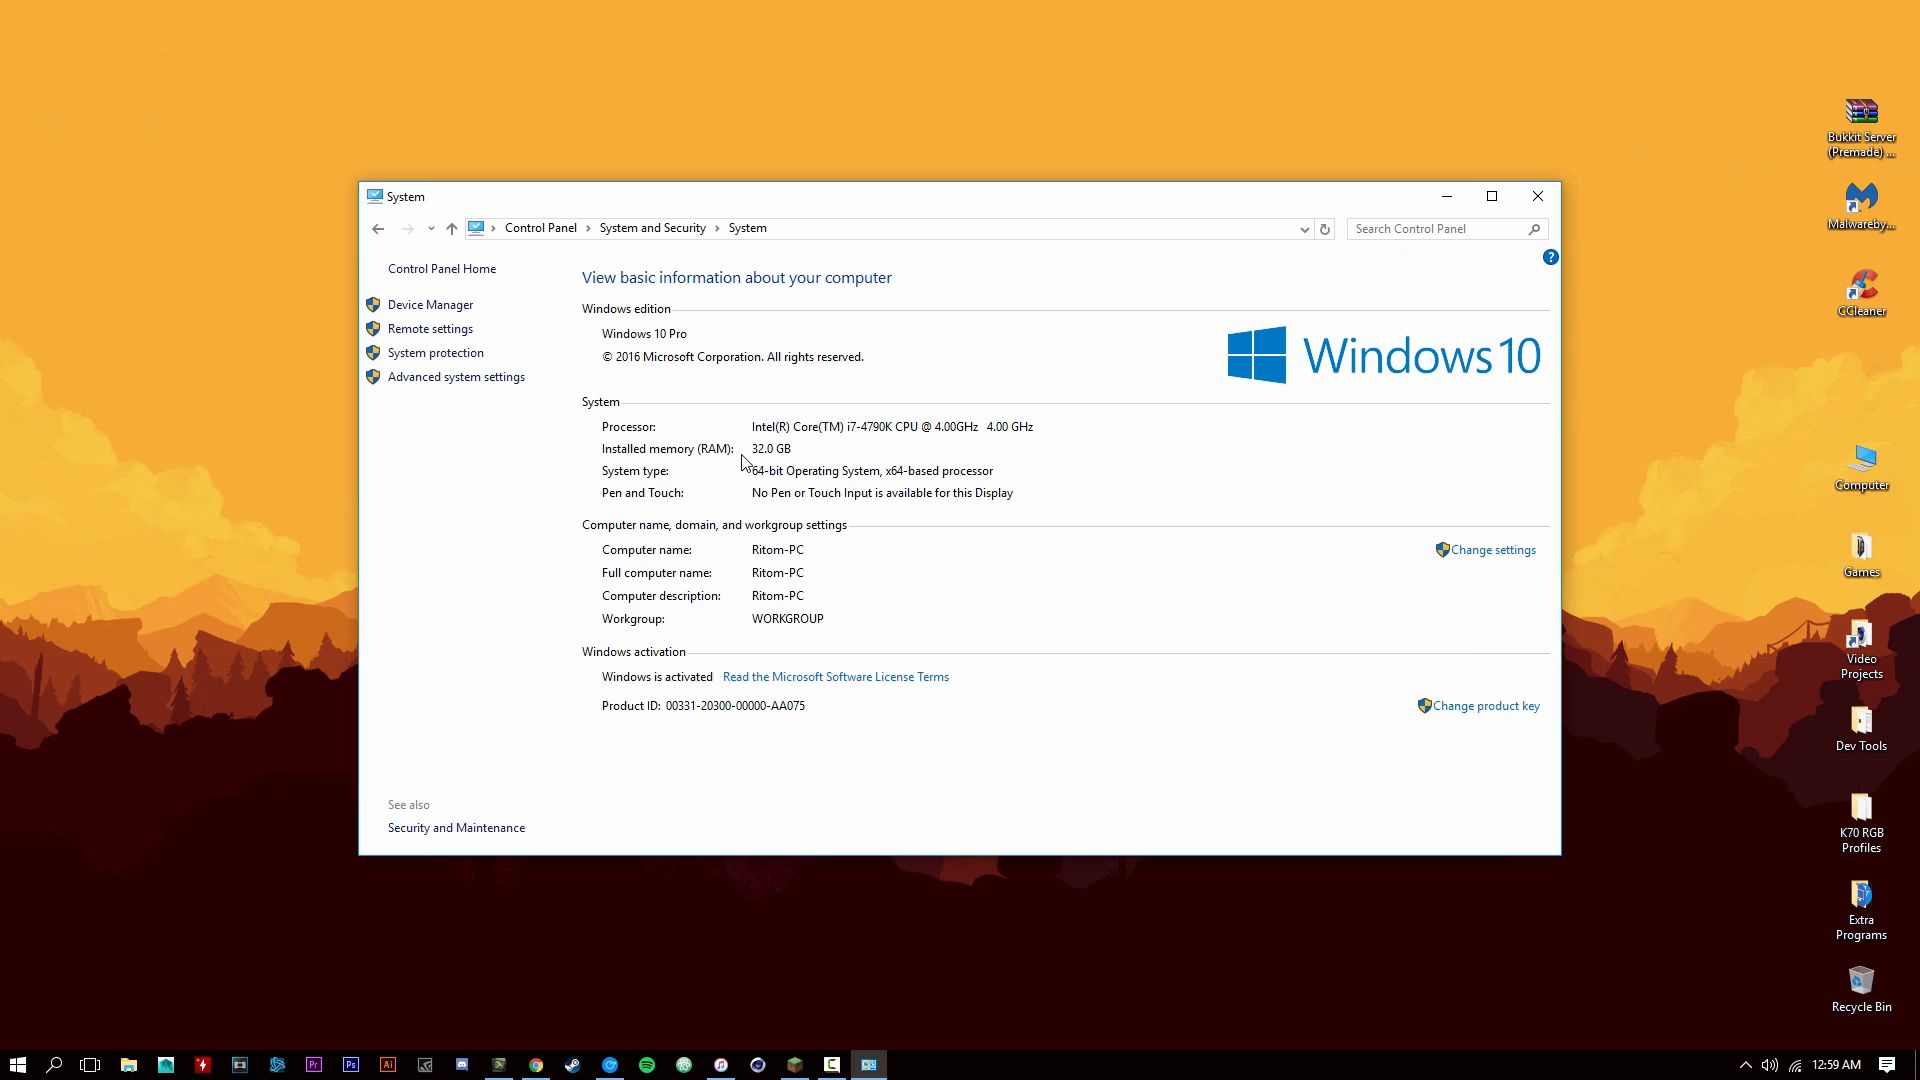 System
Control Panel > System and Security > System
Search Control Panel
?
Control Panel Home
Device Manager
Remote settings
System protection
Advanced system settings
View basic information about your computer
Windows edition
Windows 10 Pro
© 2016 Microsoft Corporation. All rights reserved.
Windows 10
System
Processor: Intel(R) Core(TM) i7-4790K CPU @ 4.00GHz 4.00 GHz
Installed memory (RAM): 32.0 GB
System type: 64-bit Operating System, x64-based processor
Pen and Touch: No Pen or Touch Input is available for this Display
Computer name, domain, and workgroup settings
Computer name: Ritom-PC
Change settings
Full computer name: Ritom-PC
Computer description: Ritom-PC
Workgroup: WORKGROUP
Windows activation
Windows is activated Read the Microsoft Software License Terms
Product ID: 00331-20300-00000-AA075
Change product key
See also
Security and Maintenance
Bukkit Server
(Premade) ...
Malwareby...
CCleaner
Computer
Games
Video
Projects
Dev Tools
K70 RGB
Profiles
Extra
Programs
Recycle Bin
Pr
Ps
Ai
12:59 AM